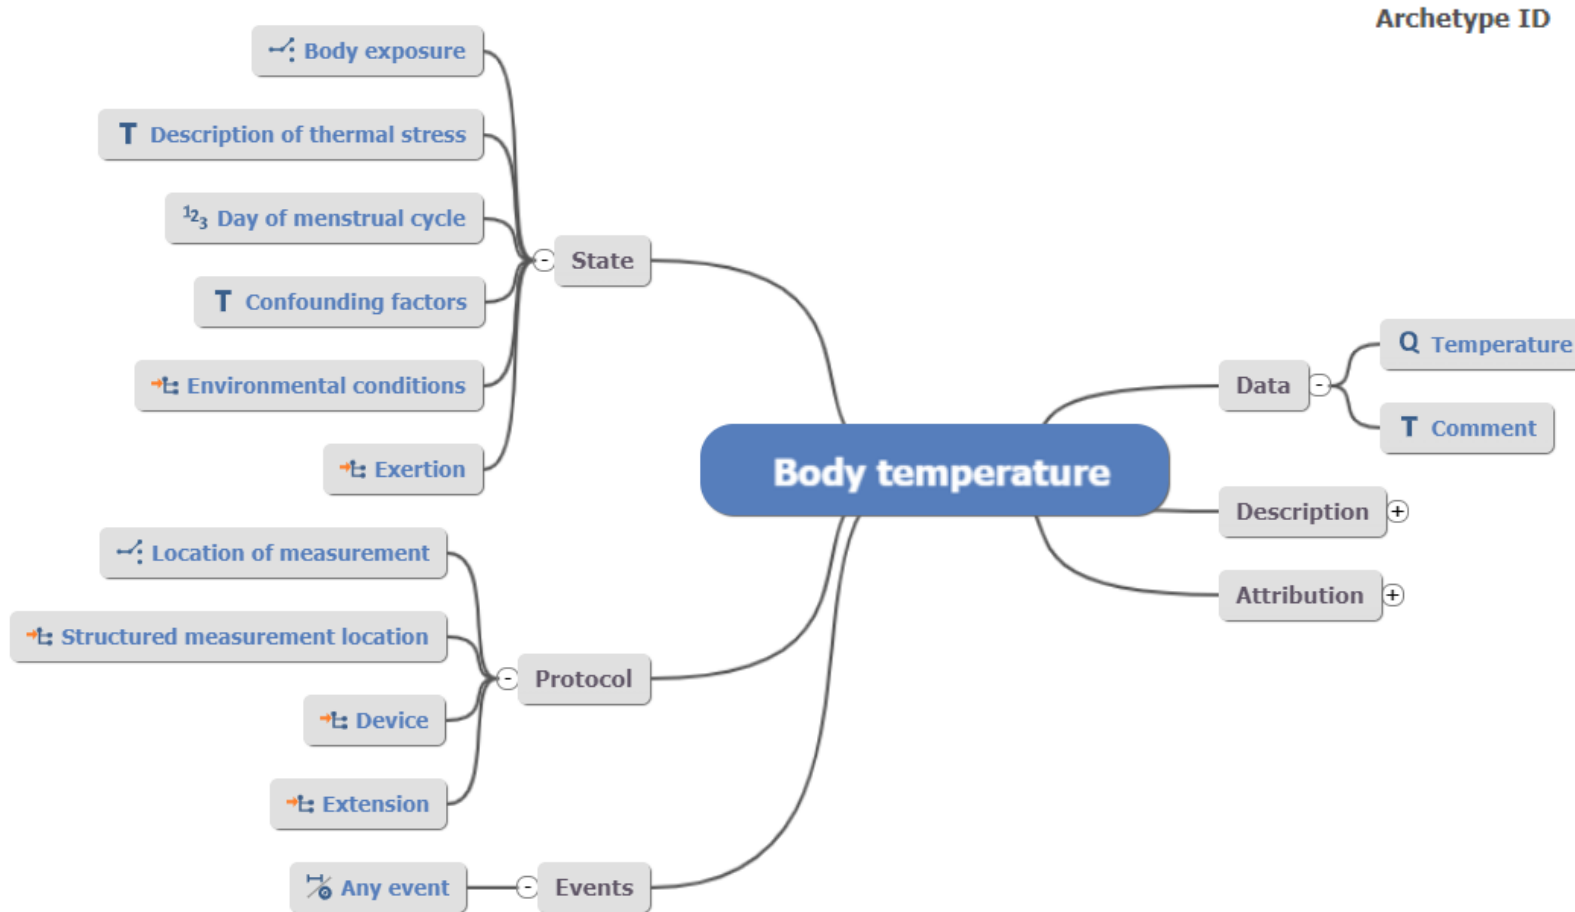 Archetype ID
Body exposure
T Description of thermal stress
123 Day of menstrual cycle
T Confounding factors
Environmental conditions
Exertion
- State
Location of measurement
Structured measurement location
Device
Extension
- Protocol
Any event
- Events
Body temperature
Data -
Q Temperature
T Comment
Description +
Attribution +